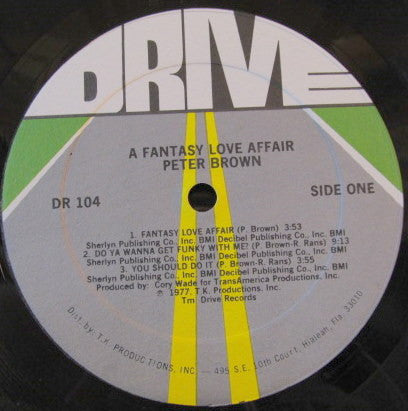 DRIVE
A FANTASY LOVE AFFAIR
PETER BROWN
DR 104
SIDE ONE
1. FANTASY LOVE AFFAIR (P. Brown) 3:53
Sherlyn Publishing Co., Inc. BMI Decibel Publishing Co., Inc. BMI
2. DO YA WANNA GET FUNKY WITH ME? (P. Brown-R. Rans) 9:13
Sherlyn Publishing Co., Inc. BMI Decibel Publishing Co., Inc. BMI
3. YOU SHOULD DO IT (P. Brown-R. Rans) 3:55
Sherlyn Publishing Co., Inc. BMI Decibel Publishing Co., Inc. BMI
Produced by: Cory Wade for TransAmerica Productions, Inc.
℗ 1977, T.K. Productions, Inc.
Tm Drive Records
Dist by: T.K. PRODUCTIONS, INC. — 495 S.E. 10th Court, Hialeah, Fla. 33010